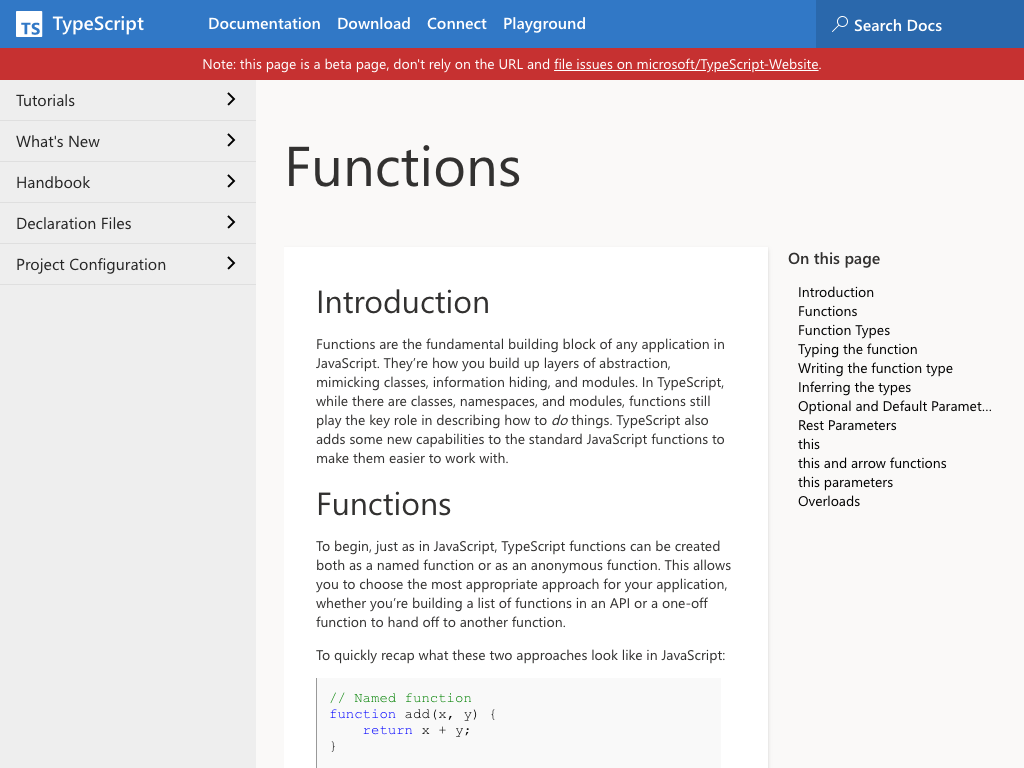 TS TypeScript Documentation Download Connect Playground Search Docs
Note: this page is a beta page, don't rely on the URL and file issues on microsoft/TypeScript-Website.
Tutorials
What's New
Handbook
Declaration Files
Project Configuration
Functions
Introduction
Functions are the fundamental building block of any application in
JavaScript. They’re how you build up layers of abstraction,
mimicking classes, information hiding, and modules. In TypeScript,
while there are classes, namespaces, and modules, functions still
play the key role in describing how to do things. TypeScript also
adds some new capabilities to the standard JavaScript functions to
make them easier to work with.
Functions
To begin, just as in JavaScript, TypeScript functions can be created
both as a named function or as an anonymous function. This allows
you to choose the most appropriate approach for your application,
whether you’re building a list of functions in an API or a one-off
function to hand off to another function.
To quickly recap what these two approaches look like in JavaScript:
// Named function
function add(x, y) {
    return x + y;
}
On this page
Introduction
Functions
Function Types
Typing the function
Writing the function type
Inferring the types
Optional and Default Paramet...
Rest Parameters
this
this and arrow functions
this parameters
Overloads